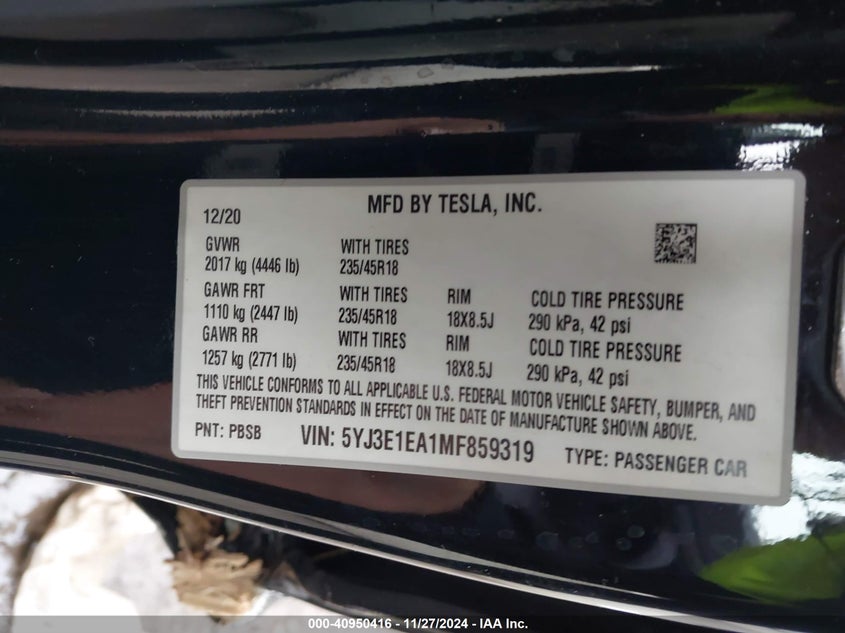 12/20 MFD BY TESLA, INC.
GVWR WITH TIRES
2017 kg (4446 lb) 235/45R18
GAWR FRT WITH TIRES RIM COLD TIRE PRESSURE
1110 kg (2447 lb) 235/45R18 18X8.5J 290 kPa, 42 psi
GAWR RR WITH TIRES RIM COLD TIRE PRESSURE
1257 kg (2771 lb) 235/45R18 18X8.5J 290 kPa, 42 psi
THIS VEHICLE CONFORMS TO ALL APPLICABLE U.S. FEDERAL MOTOR VEHICLE SAFETY, BUMPER, AND
THEFT PREVENTION STANDARDS IN EFFECT ON THE DATE OF MANUFACTURE SHOWN ABOVE.
PNT: PBSB VIN: 5YJ3E1EA1MF859319 TYPE: PASSENGER CAR
000-40950416 - 11/27/2024 - IAA Inc.